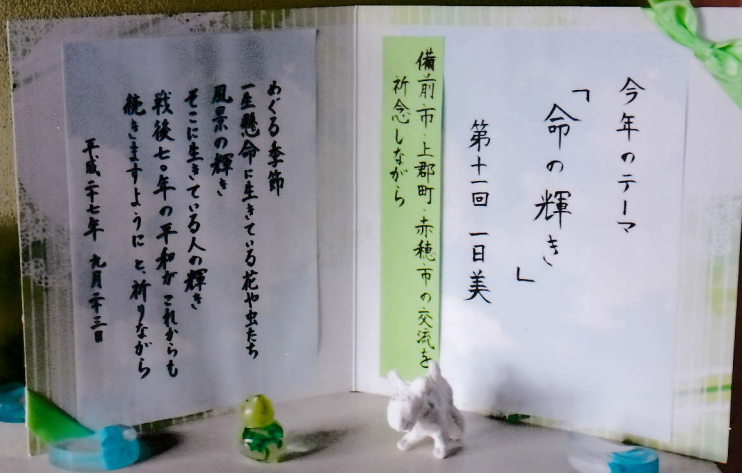 今年のテーマ
「命の輝き」
第十一回 一日美
備前市・上郡町・赤穂市の交流を
祈念しながら
めぐる季節
一生懸命に生きている花や虫たち
風景の輝き
そこに生きている人の輝き
戦後七〇年の平和がこれからも
続きますように と、祈りながら
平成二十七年 九月二十三日